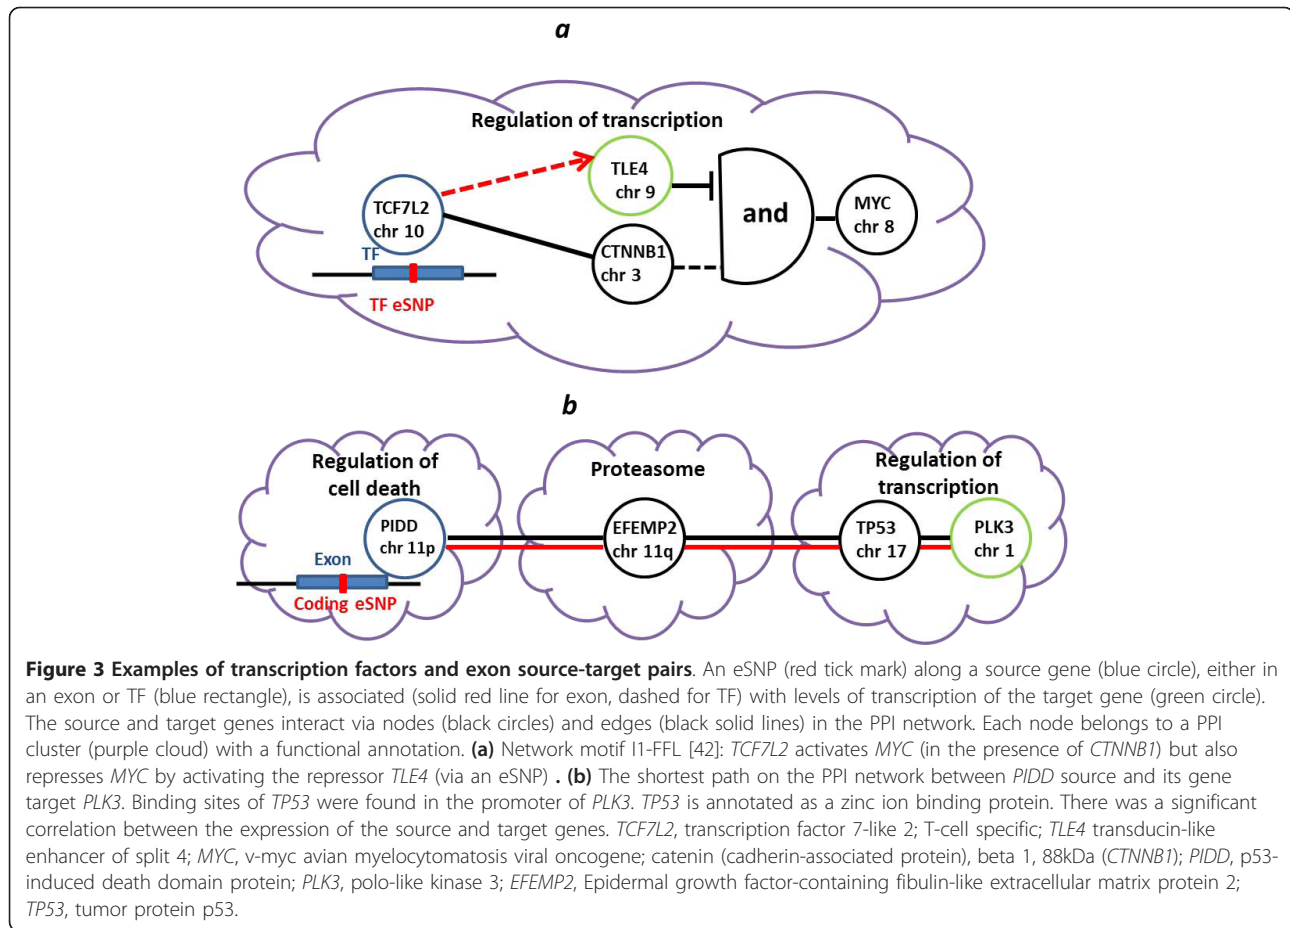 a
Regulation of transcription
TLE4
chr 9
TCF7L2
chr 10
and
MYC
chr 8
CTNNB1
chr 3
TF
TF eSNP
b
Regulation of
cell death
Proteasome
Regulation of
transcription
PIDD
chr 11p
EFEMP2
chr 11q
TP53
chr 17
PLK3
chr 1
Exon
Coding eSNP
Figure 3 Examples of transcription factors and exon source-target pairs. An eSNP (red tick mark) along a source gene (blue circle), either in
an exon or TF (blue rectangle), is associated (solid red line for exon, dashed for TF) with levels of transcription of the target gene (green circle).
The source and target genes interact via nodes (black circles) and edges (black solid lines) in the PPI network. Each node belongs to a PPI
cluster (purple cloud) with a functional annotation. (a) Network motif I1-FFL [42]: TCF7L2 activates MYC (in the presence of CTNNB1) but also
represses MYC by activating the repressor TLE4 (via an eSNP) . (b) The shortest path on the PPI network between PIDD source and its gene
target PLK3. Binding sites of TP53 were found in the promoter of PLK3. TP53 is annotated as a zinc ion binding protein. There was a significant
correlation between the expression of the source and target genes. TCF7L2, transcription factor 7-like 2; T-cell specific; TLE4 transducin-like
enhancer of split 4; MYC, v-myc avian myelocytomatosis viral oncogene; catenin (cadherin-associated protein), beta 1, 88kDa (CTNNB1); PIDD, p53-
induced death domain protein; PLK3, polo-like kinase 3; EFEMP2, Epidermal growth factor-containing fibulin-like extracellular matrix protein 2;
TP53, tumor protein p53.